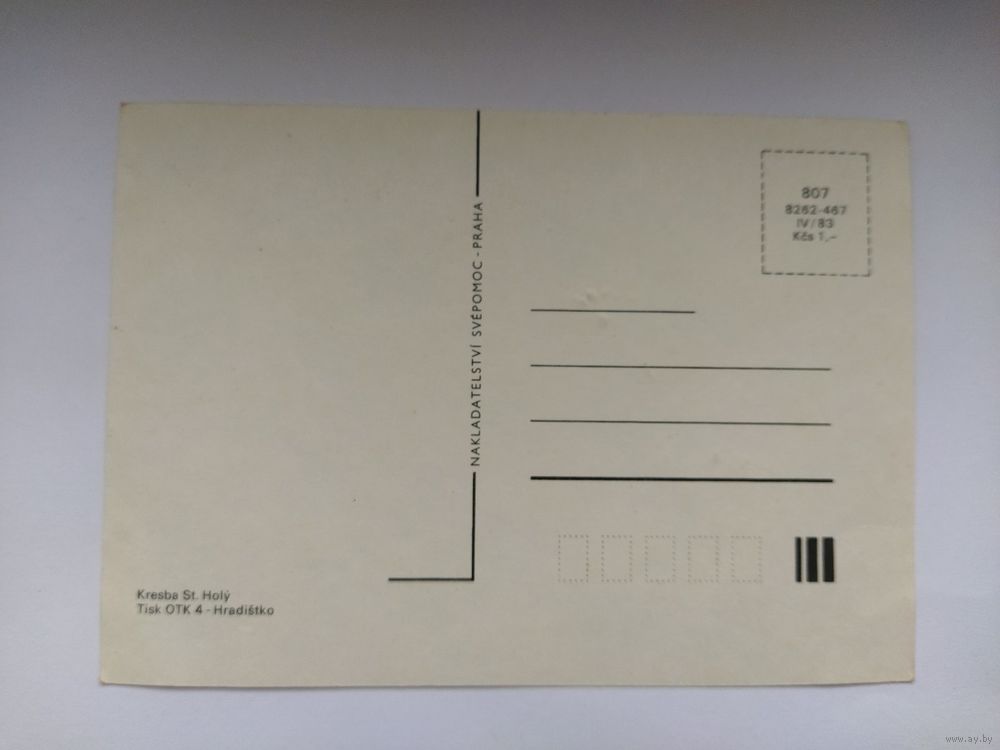 807
8262-467
IV/83
Kčs 1,-
NAKLADATELSTVÍ SVÉPOMOC - PRAHA
Kresba St. Holý
Tisk OTK 4 - Hradištko
www.ay.by